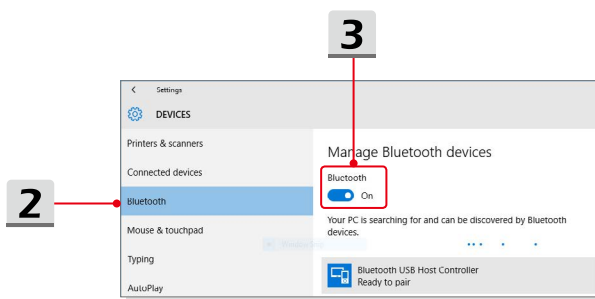 3
Settings
DEVICES
Printers & scanners
Connected devices
2
Bluetooth
Mouse & touchpad
Typing
AutoPlay
Manage Bluetooth devices
Bluetooth
On
Your PC is searching for and can be discovered by Bluetooth
devices.
Bluetooth USB Host Controller
Ready to pair